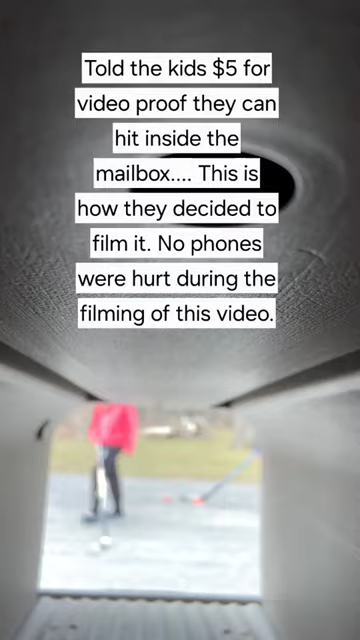 Told the kids $5 for
video proof they can
hit inside the
mailbox.... This is
how they decided to
film it. No phones
were hurt during the
filming of this video.